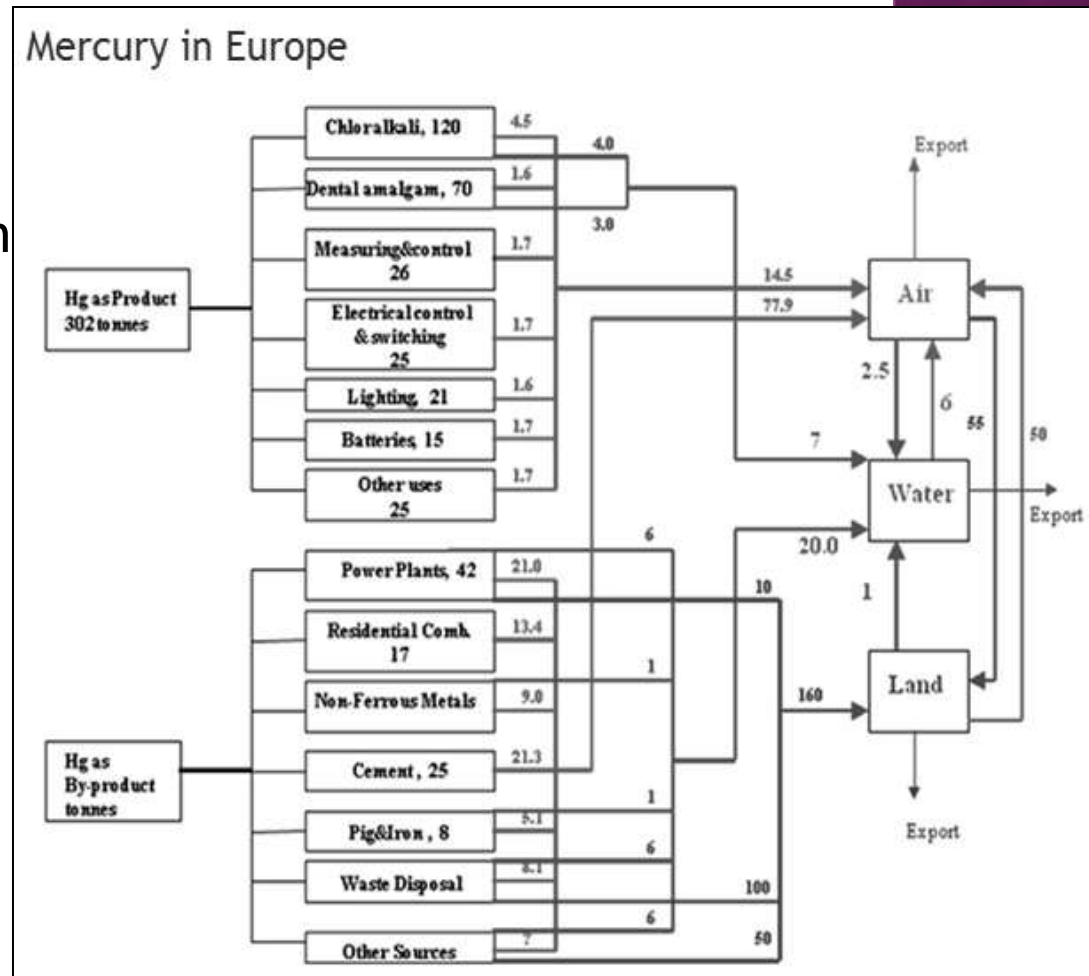 Mercury in Europe
n
Hg as Product
302 tonnes
Chloralkali, 120
Dental amalgam, 70
Measuring&control
26
Electrical control
& switching
25
Lighting, 21
Batteries, 15
Other uses
25
4.5
1.6
1.7
1.7
1.6
1.7
1.7
4.0
3.0
14.5
77.9
7
Hg as
By-product
tonnes
Power Plants, 42
Residential Comb.
17
Non-Ferrous Metals
Cement, 25
Pig&Iron, 8
Waste Disposal
Other Sources
21.0
13.4
9.0
21.3
5.1
8.1
7
6
1
1
6
6
10
100
50
20.0
160
Export
Air
2.5
6
55
50
Water
Export
1
Land
Export